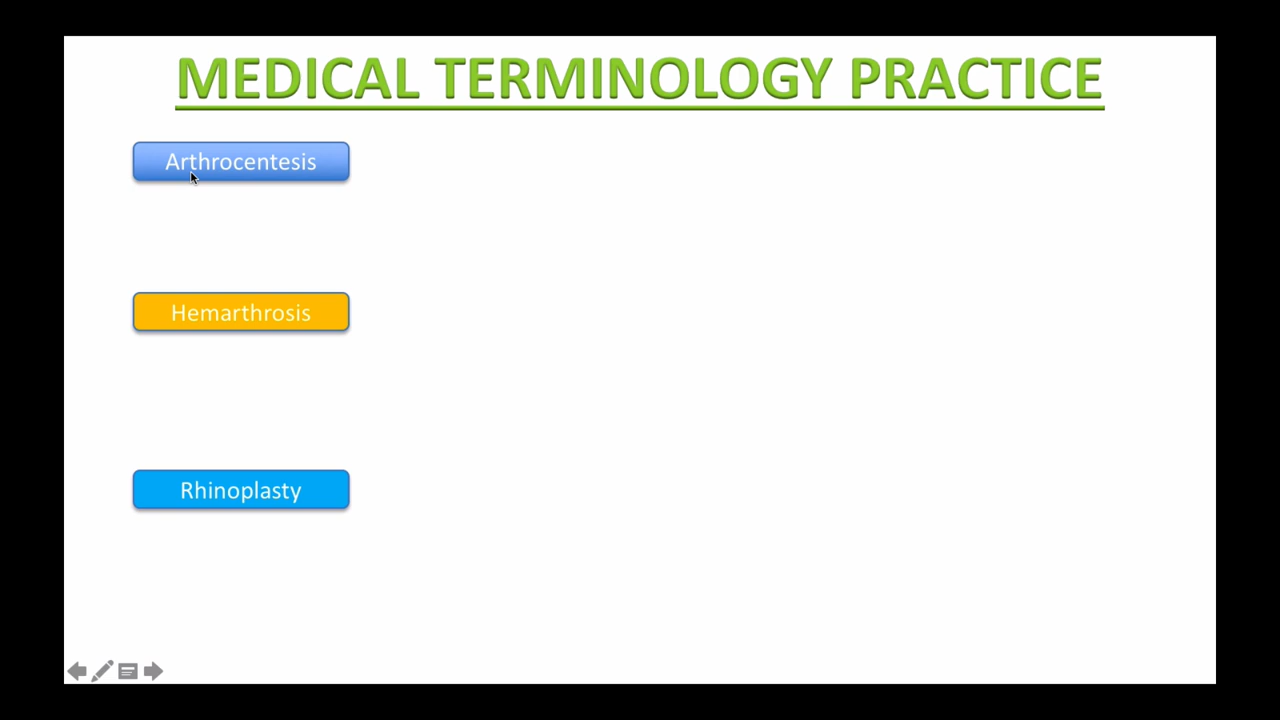 MEDICAL TERMINOLOGY PRACTICE
Arthrocentesis
Hemarthrosis
Rhinoplasty